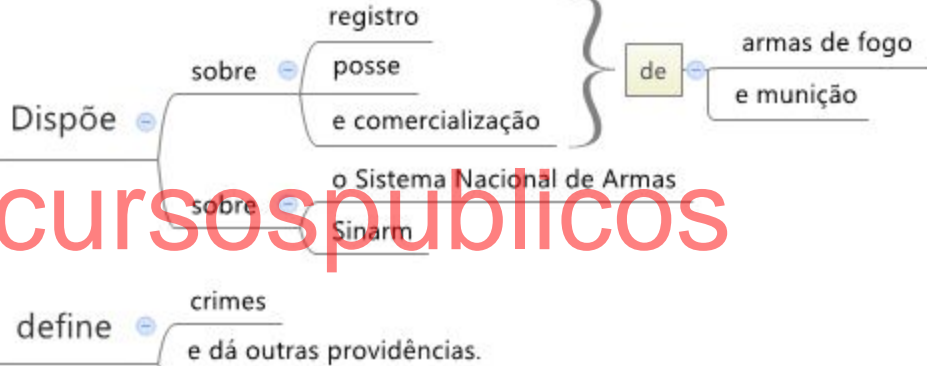 Dispõe
sobre
registro
posse
e comercialização
de
armas de fogo
e munição
sobre
o Sistema Nacional de Armas
Sinarm
cursospublicos
define
crimes
e dá outras providências.